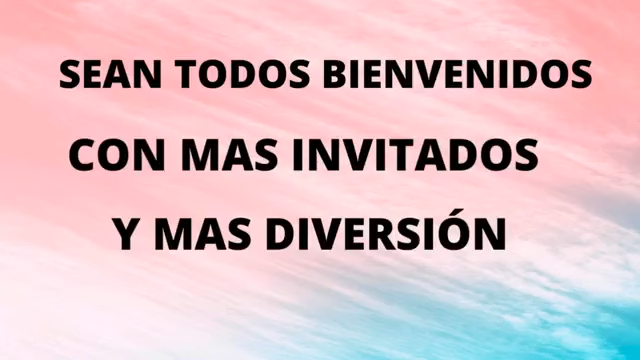 SEAN TODOS BIENVENIDOS
CON MAS INVITADOS
Y MAS DIVERSIÓN